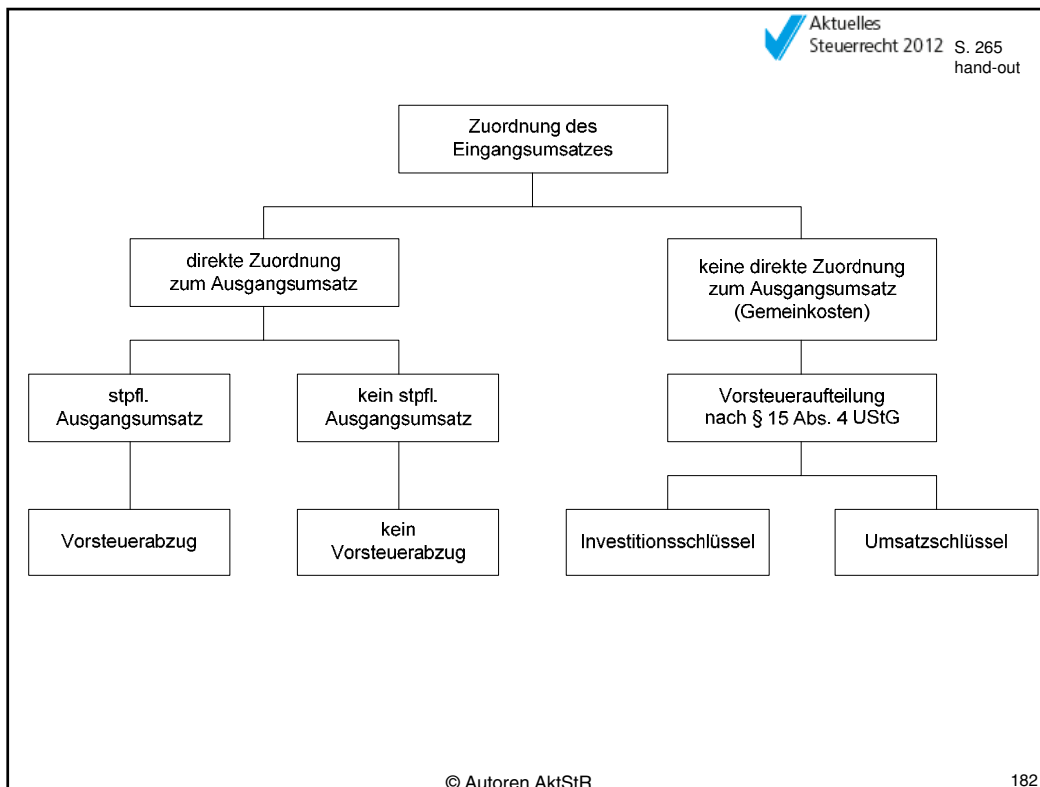 Aktuelles
Steuerrecht 2012 S. 265
hand-out
Zuordnung des
Eingangsumsatzes
direkte Zuordnung
zum Ausgangsumsatz
keine direkte Zuordnung
zum Ausgangsumsatz
(Gemeinkosten)
stpfl.
Ausgangsumsatz
kein stpfl.
Ausgangsumsatz
Vorsteueraufteilung
nach § 15 Abs. 4 UStG
Vorsteuerabzug
kein
Vorsteuerabzug
Investitionsschlüssel
Umsatzschlüssel
© Autoren AktStR
182